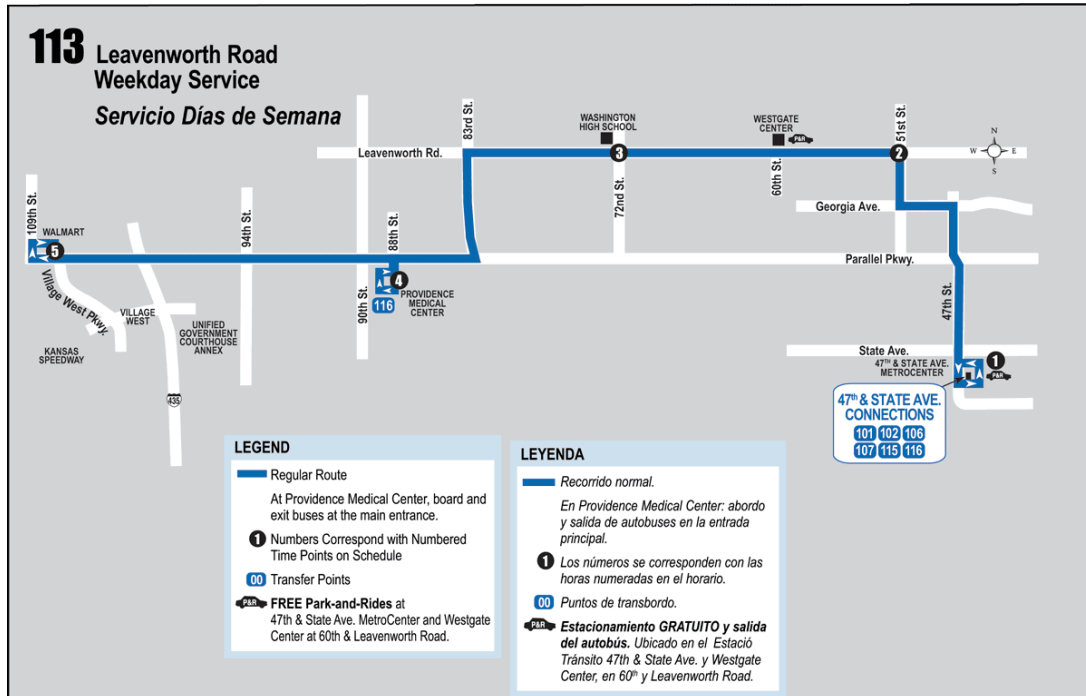 113 Leavenworth Road
Weekday Service
Servicio Días de Semana
83rd St.
WASHINGTON
HIGH SCHOOL
WESTGATE
CENTER
P&R
51st St.
N
W
E
S
Leavenworth Rd.
3
2
60th St.
72nd St.
Georgia Ave.
109th St.
WALMART
5
94th St.
88th St.
Parallel Pkwy.
4
116
PROVIDENCE
MEDICAL
CENTER
90th St.
47th St.
Village West Pkwy.
VILLAGE
WEST
UNIFIED
GOVERNMENT
COURTHOUSE
ANNEX
KANSAS
SPEEDWAY
435
State Ave.
47TH & STATE AVE.
METROCENTER
1
P&R
47th & STATE AVE.
CONNECTIONS
101 102 106
107 115 116
LEGEND
Regular Route
At Providence Medical Center, board and
exit buses at the main entrance.
1 Numbers Correspond with Numbered
Time Points on Schedule
00 Transfer Points
P&R FREE Park-and-Rides at
47th & State Ave. MetroCenter and Westgate
Center at 60th & Leavenworth Road.
LEYENDA
Recorrido normal.
En Providence Medical Center: abordo
y salida de autobuses en la entrada
principal.
1 Los números se corresponden con las
horas numeradas en el horario.
00 Puntos de transbordo.
P&R Estacionamiento GRATUITO y salida
del autobús. Ubicado en el Estació
Tránsito 47th & State Ave. y Westgate
Center, en 60th y Leavenworth Road.